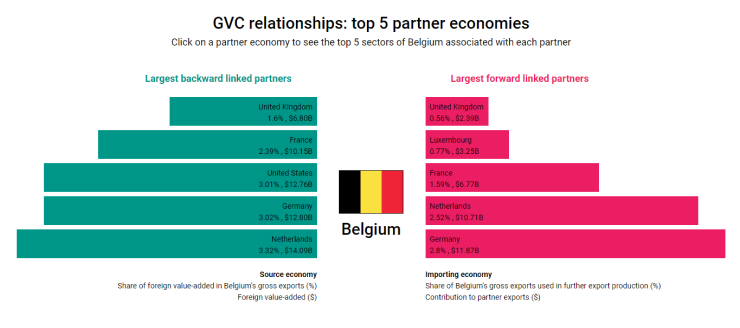 GVC relationships: top 5 partner economies
Click on a partner economy to see the top 5 sectors of Belgium associated with each partner
Largest backward linked partners
United Kingdom
1.6% , $6.80B
France
2.39% , $10.15B
United States
3.01% , $12.76B
Germany
3.02% , $12.80B
Netherlands
3.32% , $14.09B
Source economy
Share of foreign value-added in Belgium's gross exports (%)
Foreign value-added ($)
Belgium
Largest forward linked partners
United Kingdom
0.56% , $2.39B
Luxembourg
0.77% , $3.25B
France
1.59% , $6.77B
Netherlands
2.52% , $10.71B
Germany
2.8% , $11.87B
Importing economy
Share of Belgium's gross exports used in further export production (%)
Contribution to partner exports ($)